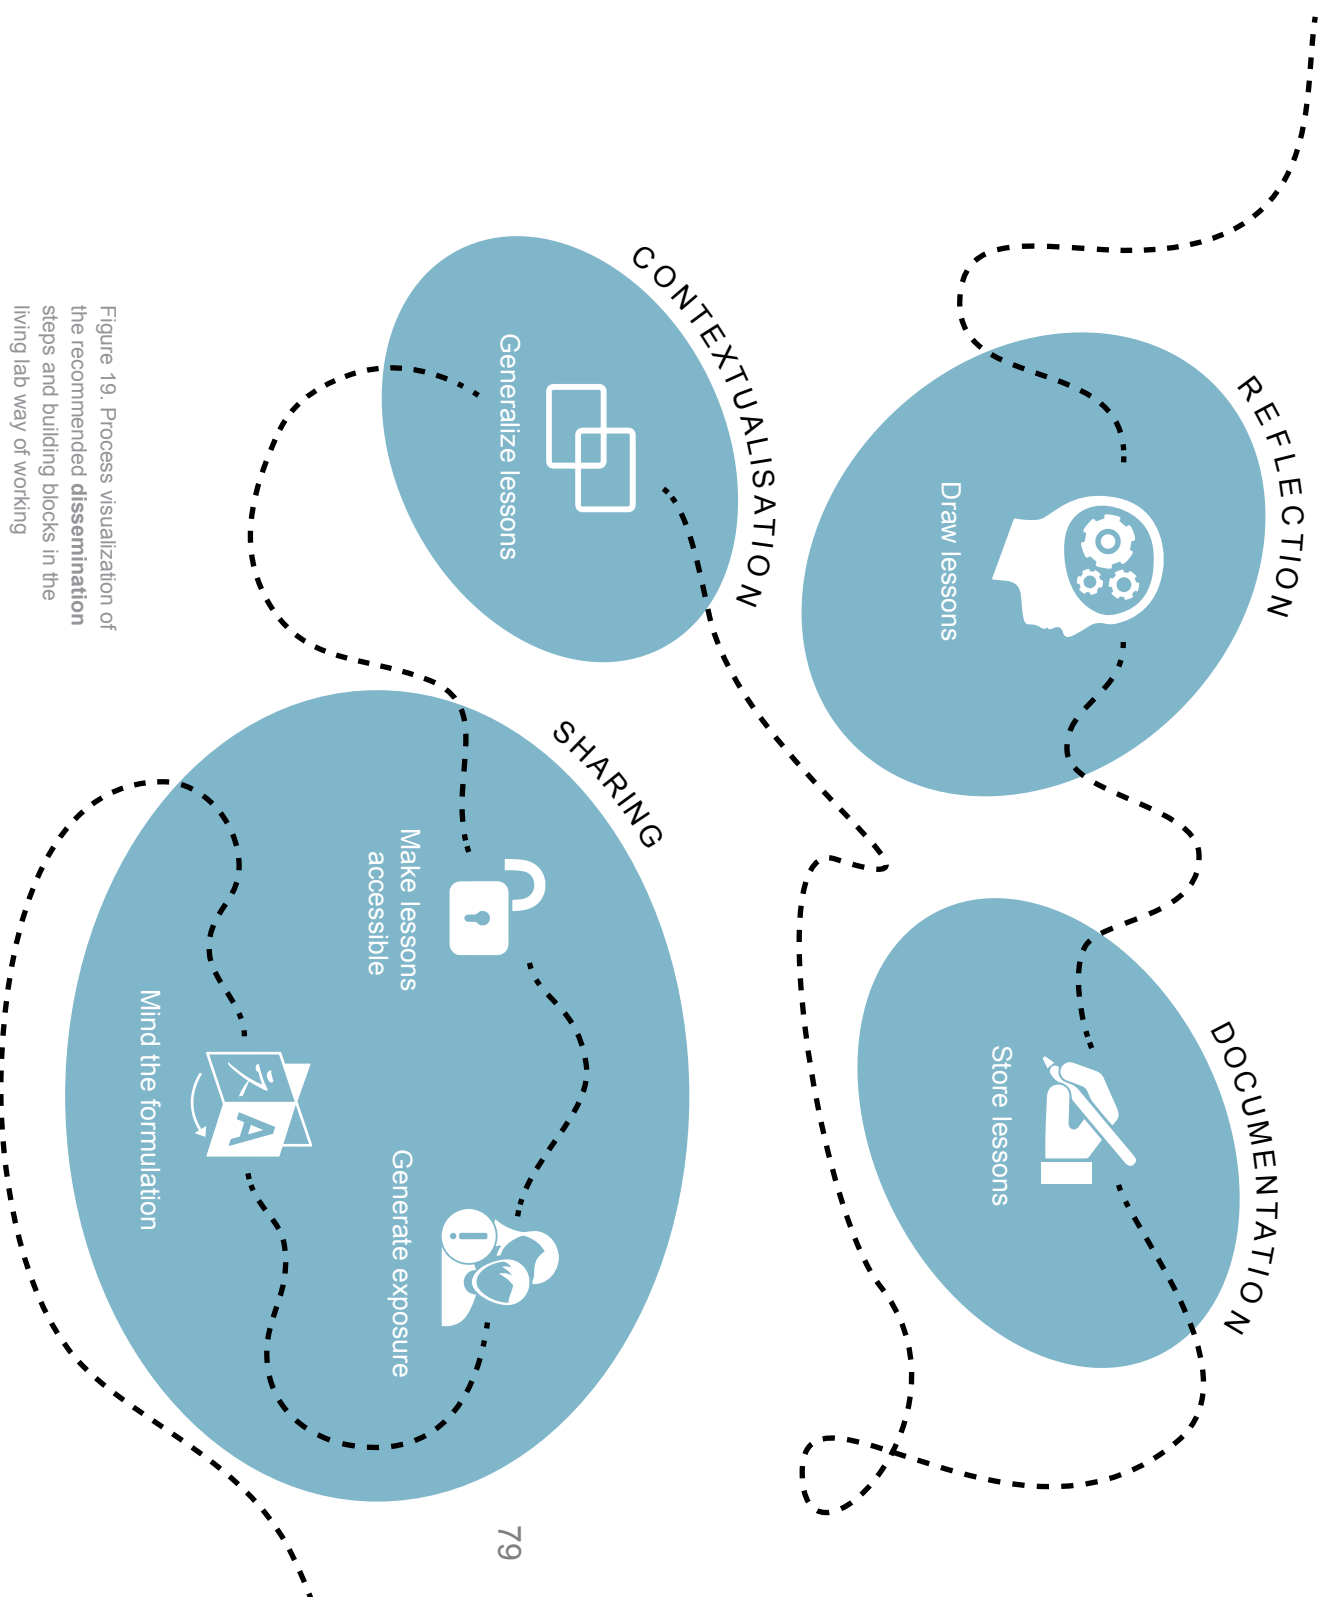 REFLECTION
Draw lessons
DOCUMENTATION
Store lessons
CONTEXTUALISATION
Generalize lessons
SHARING
Make lessons
accessible
Generate exposure
Mind the formulation
A
i
Figure 19. Process visualization of
the recommended dissemination
steps and building blocks in the
living lab way of working
79